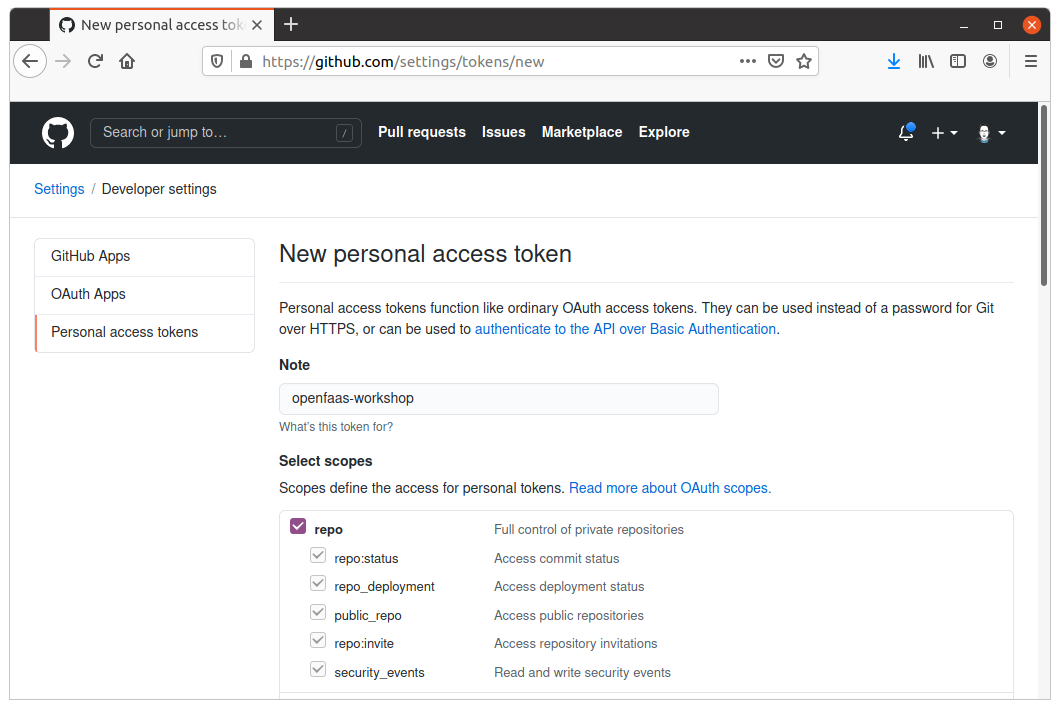 New personal access tok
https://github.com/settings/tokens/new
Search or jump to…
/
Pull requests
Issues
Marketplace
Explore
Settings / Developer settings
GitHub Apps
OAuth Apps
Personal access tokens
New personal access token
Personal access tokens function like ordinary OAuth access tokens. They can be used instead of a password for Git
over HTTPS, or can be used to authenticate to the API over Basic Authentication.
Note
openfaas-workshop
What's this token for?
Select scopes
Scopes define the access for personal tokens. Read more about OAuth scopes.
repo Full control of private repositories
repo:status Access commit status
repo_deployment Access deployment status
public_repo Access public repositories
repo:invite Access repository invitations
security_events Read and write security events